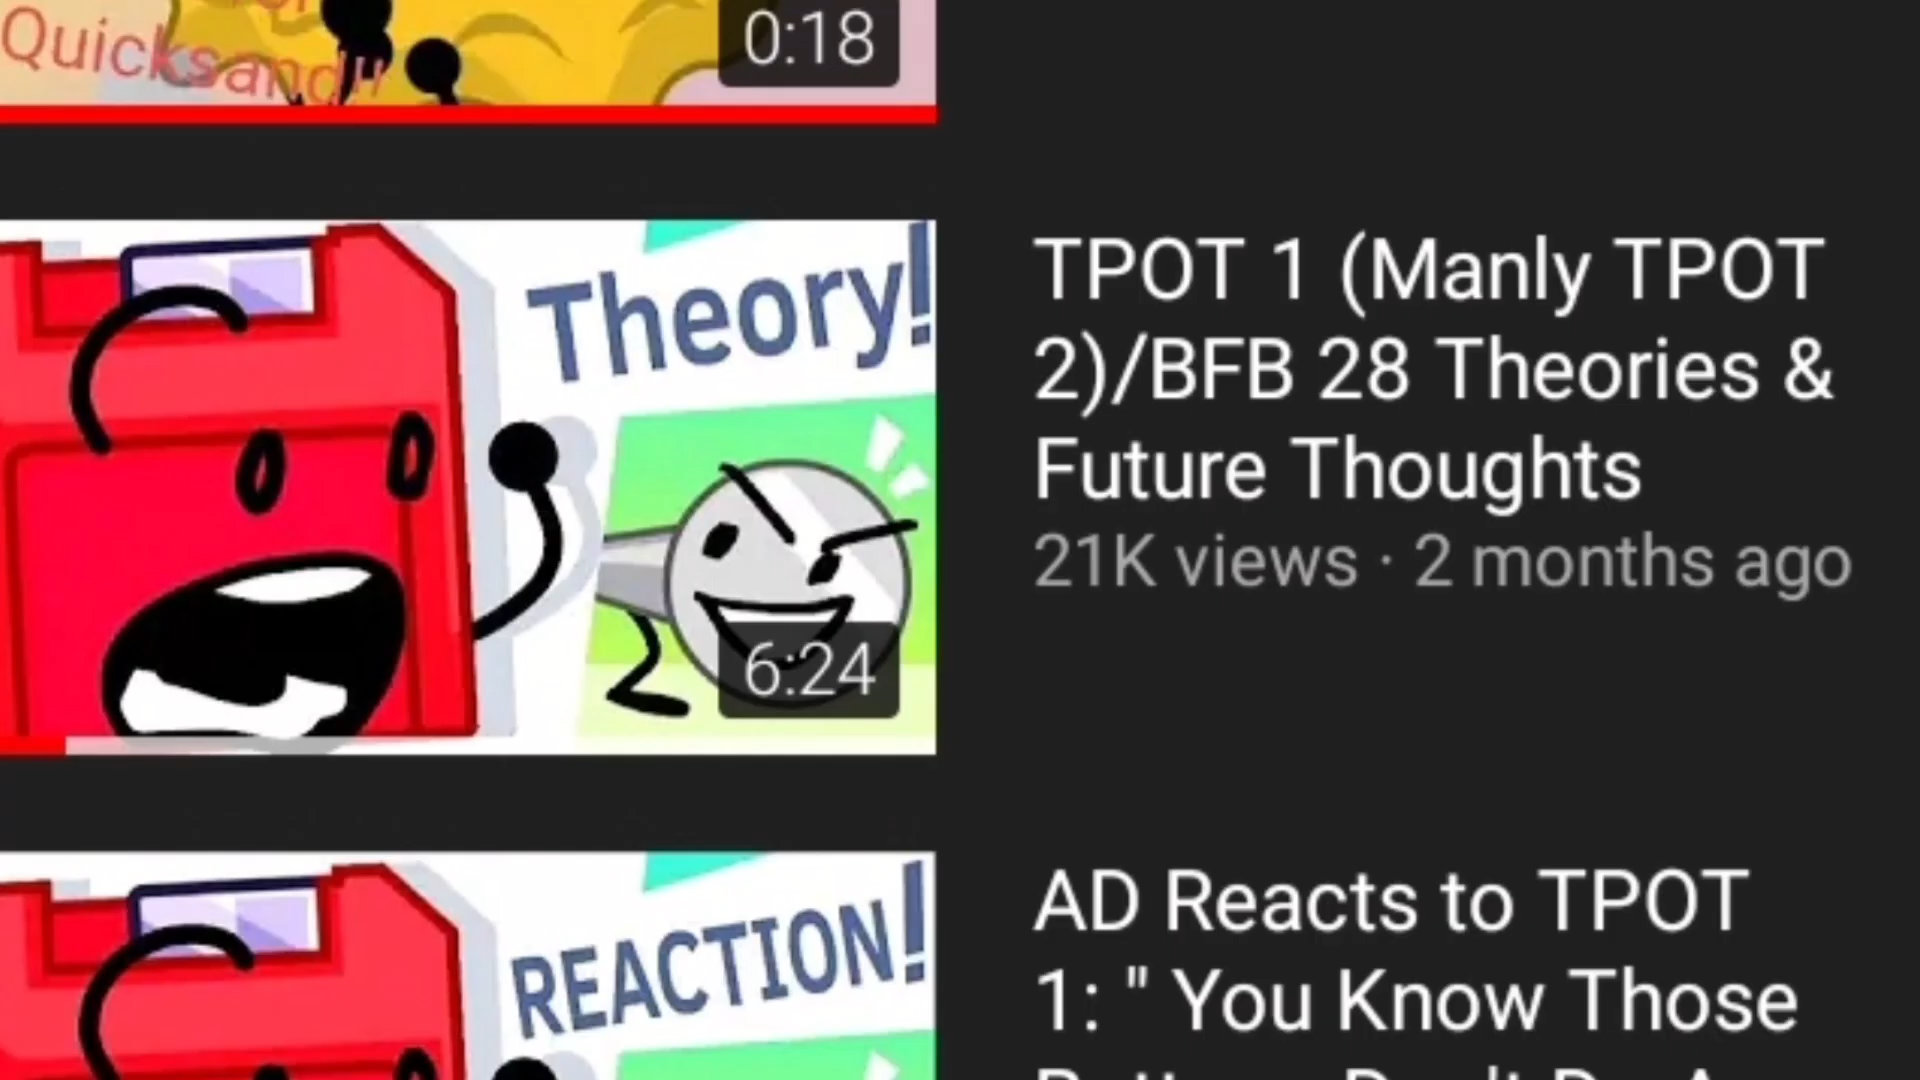 Quicksand!!
0:18
Theory!
6:24
TPOT 1 (Manly TPOT
2)/BFB 28 Theories &
Future Thoughts
21K views · 2 months ago
REACTION!
AD Reacts to TPOT
1: " You Know Those